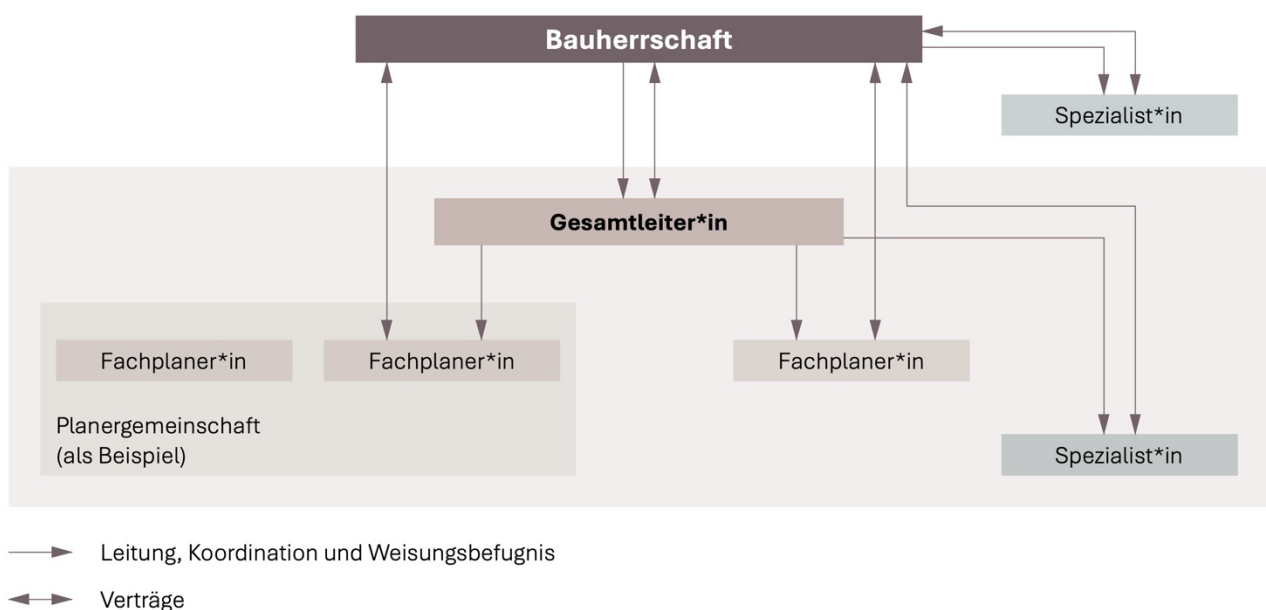 Bauherrschaft
Spezialist*in
Gesamtleiter*in
Fachplaner*in
Fachplaner*in
Fachplaner*in
Planergemeinschaft
(als Beispiel)
Spezialist*in
Leitung, Koordination und Weisungsbefugnis
Verträge